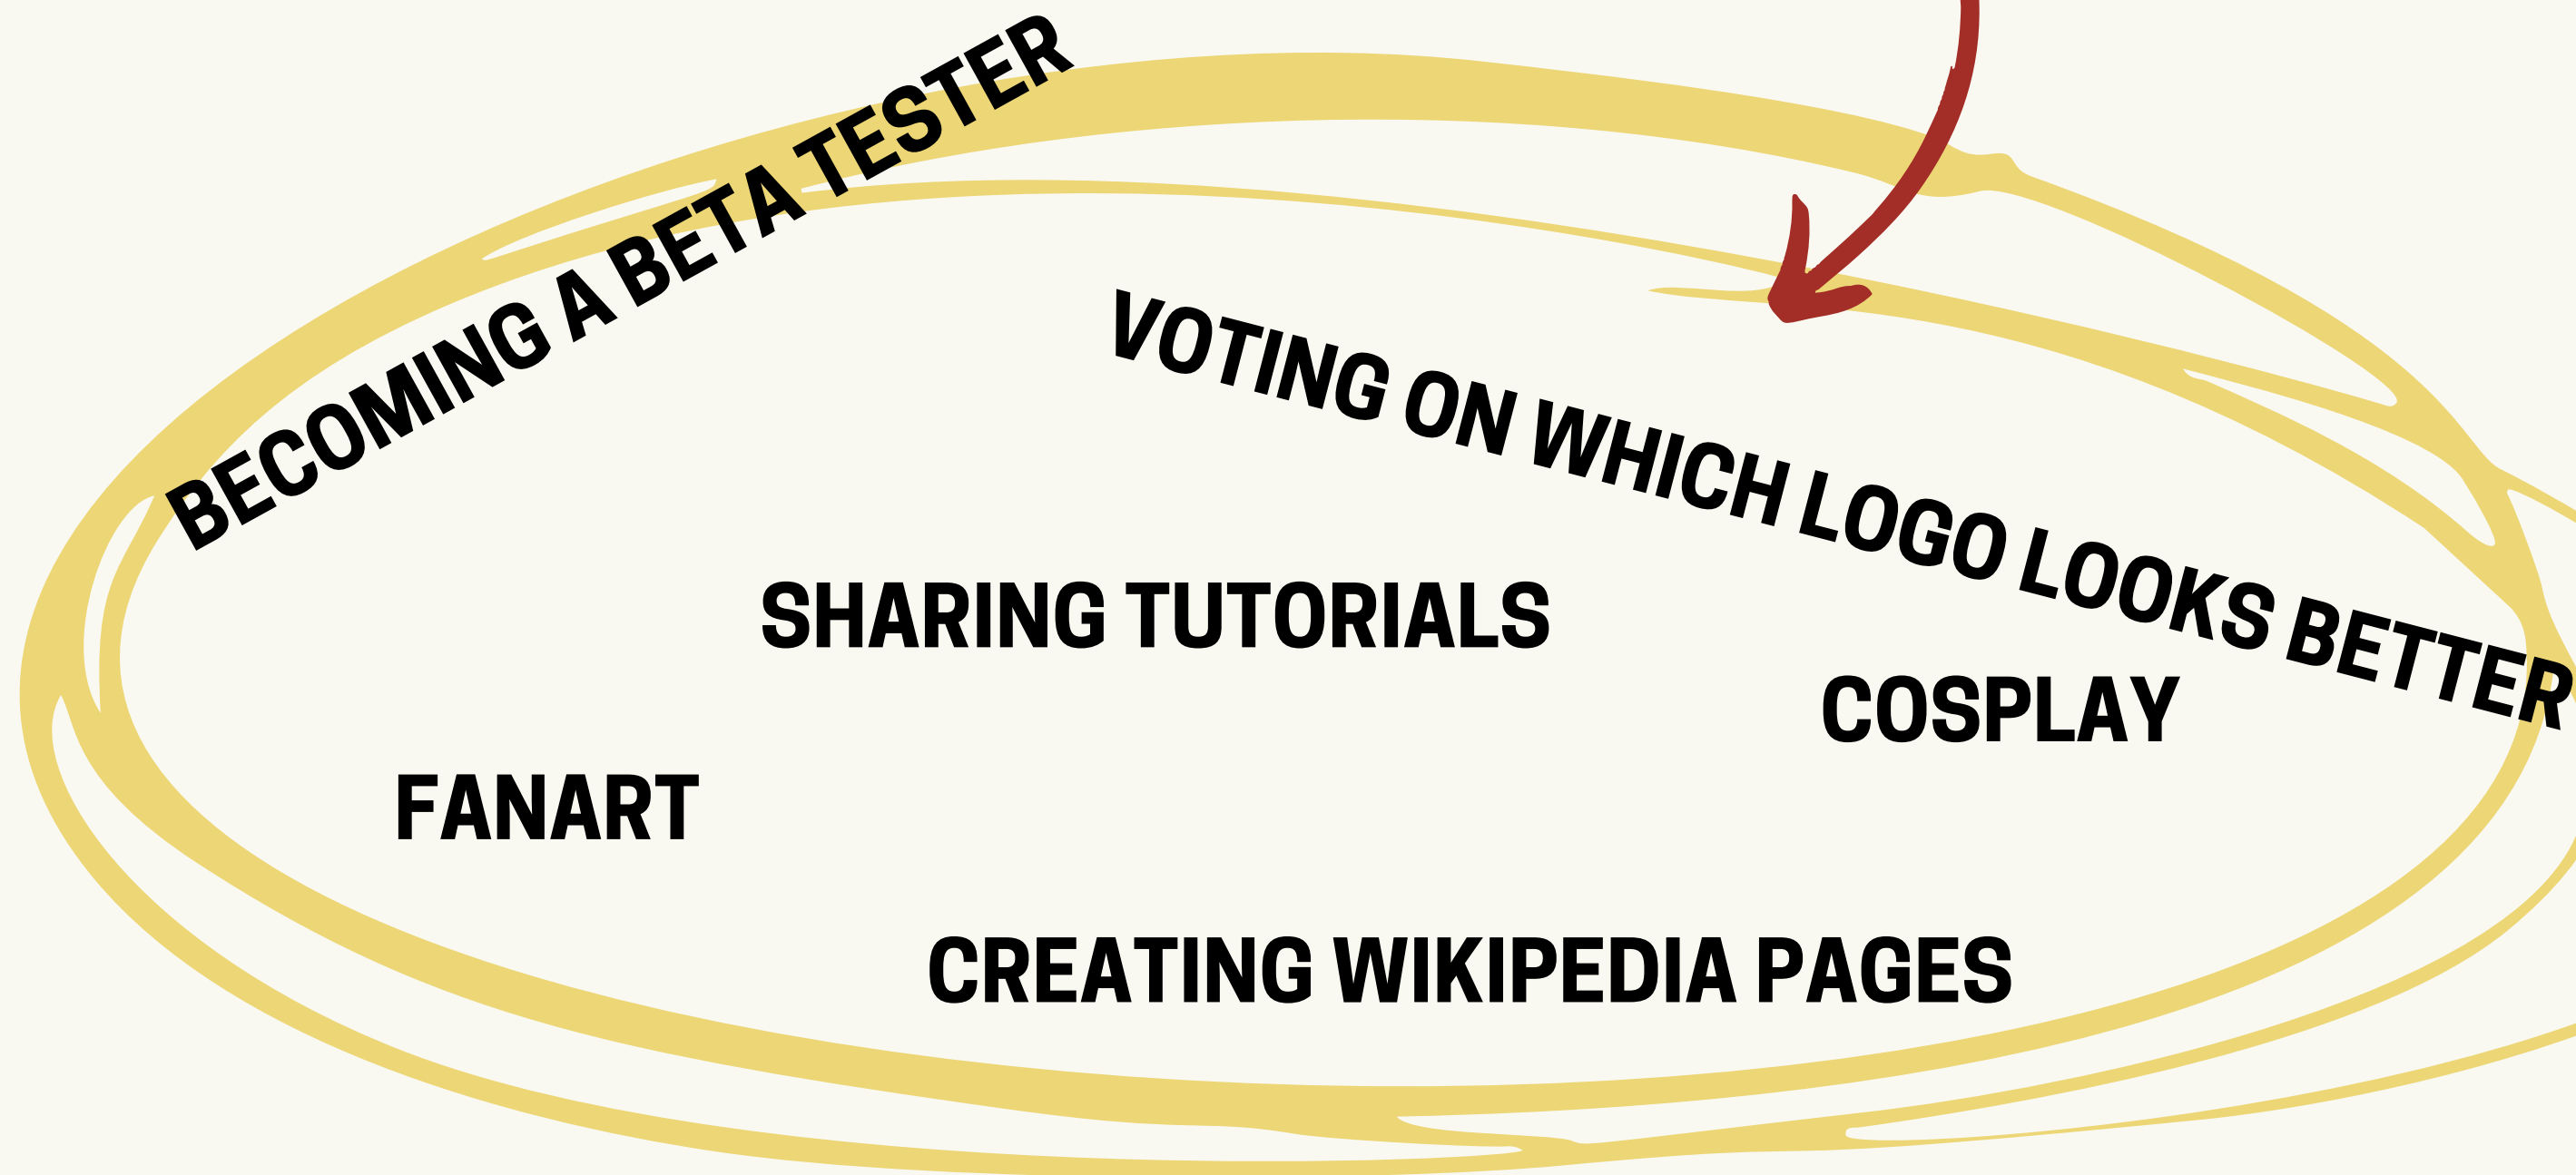 BECOMING A BETA TESTER
VOTING ON WHICH LOGO LOOKS BETTER
SHARING TUTORIALS
COSPLAY
FANART
CREATING WIKIPEDIA PAGES